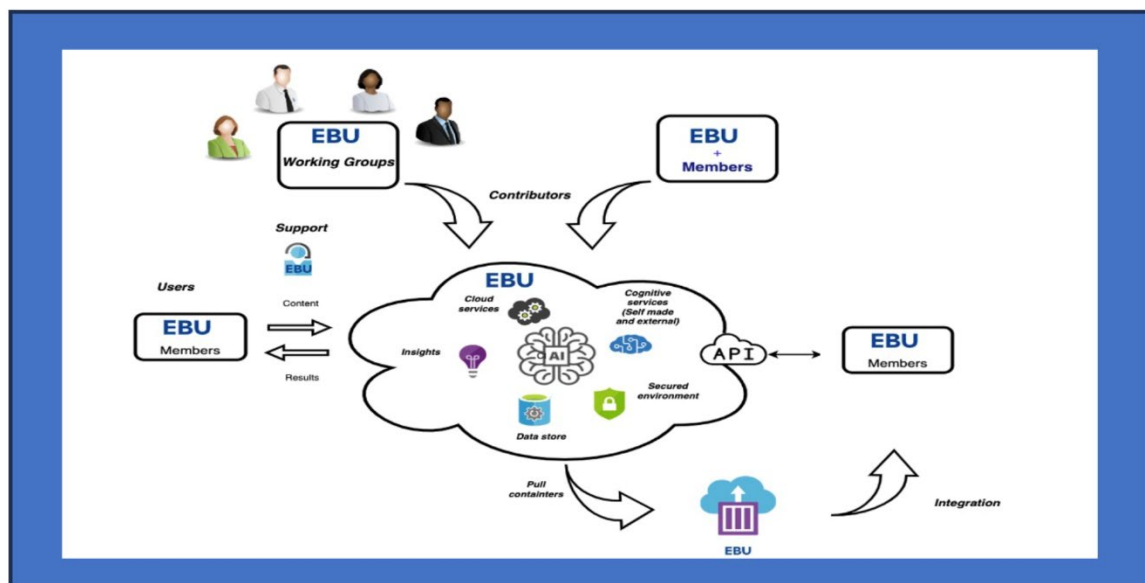 EBU
Working Groups
EBU
+
Members
Contributors
Support
EBU
Users
EBU
Members
Content
Results
EBU
Cloud
services
Cognitive
services
(Self made
and external)
Insights
AI
Secured
environment
Data store
API
EBU
Members
Pull
containters
EBU
Integration